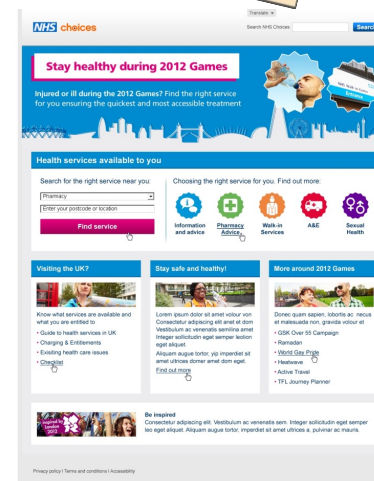 Translate
NHS choices
Search NHS Choices
Search
Stay healthy during 2012 Games
Injured or ill during the 2012 Games? Find the right service
for you ensuring the quickest and most accessible treatment
Entrance
Health services available to you
Search for the right service near you:
Pharmacy
Enter your postcode or location
Find service
Choosing the right service for you. Find out more:
Information
and advice
Pharmacy
Advice
Walk-in
Services
A&E
Sexual
Health
Visiting the UK?
Know what services are available and
what you are entitled to
• Guide to health services in UK
• Charging & Entitlements
• Exisiting health care issues
• Checklist
Stay safe and healthy!
Lorem ipsum dolor sit amet volour von
Consectetur adipiscing elit anet et dom
Vestibulum ac venenatis semilina amet
Integer sollicitudin eget semper leolion
eget aliquet.
Aliquam augue tortor, yip imperdiet sit
amet ultrices domer amet dom eget.
Find out more
More around 2012 Games
Donec quam sapien, lobortis ac necus
et malesuada non, gravida volour et
• GSK Over 55 Campaign
• Ramadan
• World Gay Pride
• Heatwave
• Active Travel
• TFL Journey Planner
inspired by
London
2012
Be inspired
Consectetur adipiscing elit. Vestibulum ac venenatis sem. Integer sollicitudin eget semper
leo eget aliquet. Aliquam augue tortor, imperdiet sit amet ultrices a, pulvinar ac mauris.
Privacy policy I Terms and conditions I Accessibility